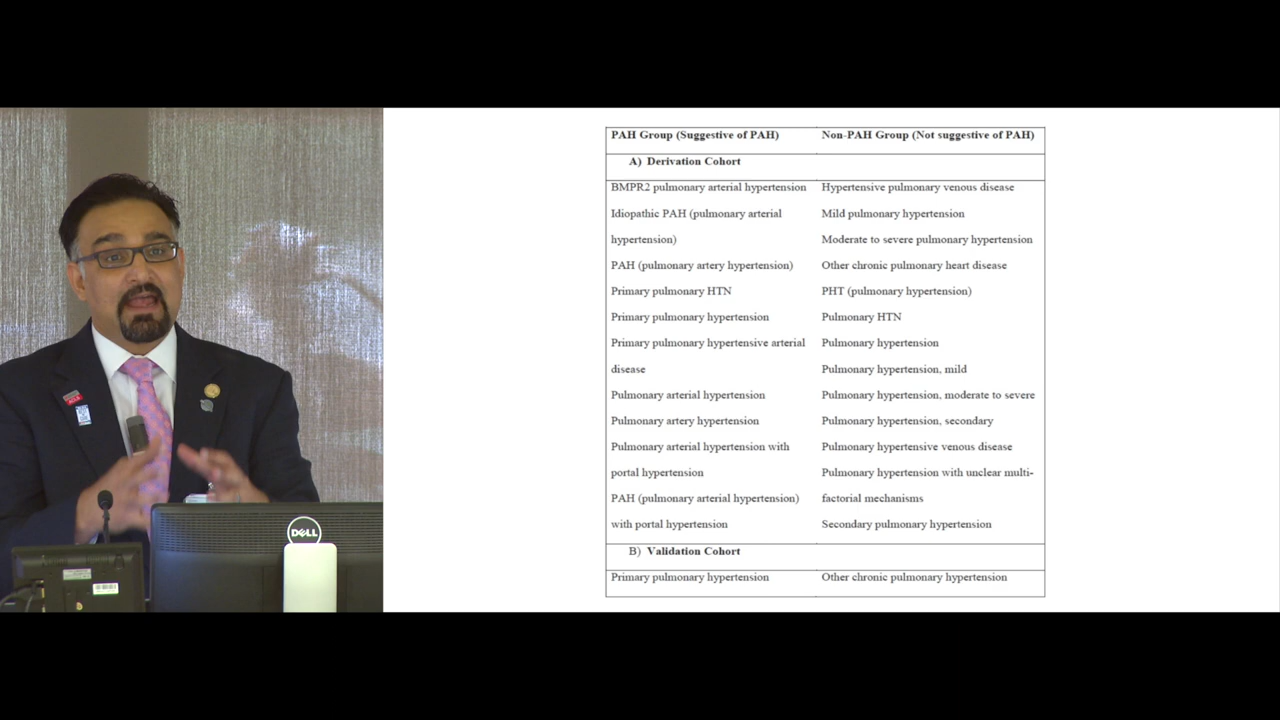 PAH Group (Suggestive of PAH) Non-PAH Group (Not suggestive of PAH)
A) Derivation Cohort
BMPR2 pulmonary arterial hypertension Hypertensive pulmonary venous disease
Idiopathic PAH (pulmonary arterial Mild pulmonary hypertension
hypertension) Moderate to severe pulmonary hypertension
PAH (pulmonary artery hypertension) Other chronic pulmonary heart disease
Primary pulmonary HTN PHT (pulmonary hypertension)
Primary pulmonary hypertension Pulmonary HTN
Primary pulmonary hypertensive arterial Pulmonary hypertension
disease Pulmonary hypertension, mild
Pulmonary arterial hypertension Pulmonary hypertension, moderate to severe
Pulmonary artery hypertension Pulmonary hypertension, secondary
Pulmonary arterial hypertension with Pulmonary hypertensive venous disease
portal hypertension Pulmonary hypertension with unclear multi-
PAH (pulmonary arterial hypertension) factorial mechanisms
with portal hypertension Secondary pulmonary hypertension
B) Validation Cohort
Primary pulmonary hypertension Other chronic pulmonary hypertension
DELL